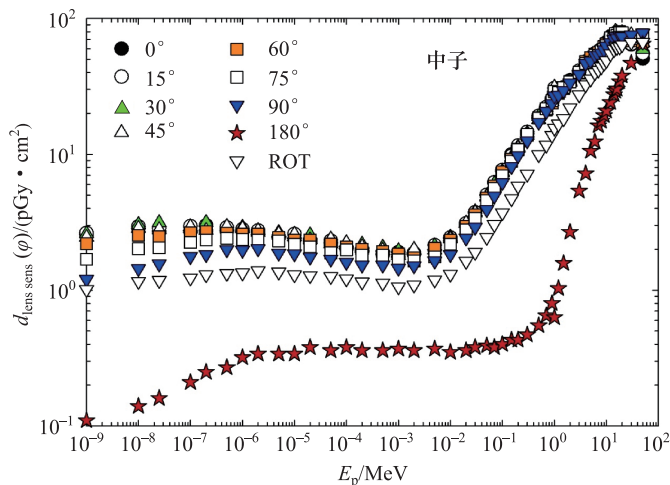 10²
0° 60° 中子
15° 75°
30° 90°
45° 180°
ROT
10¹
10⁰
10⁻¹
d_lens sens (φ)/(pGy·cm²)
10⁻⁹ 10⁻⁸ 10⁻⁷ 10⁻⁶ 10⁻⁵ 10⁻⁴ 10⁻³ 10⁻² 10⁻¹ 10⁰ 10¹ 10²
E_p/MeV